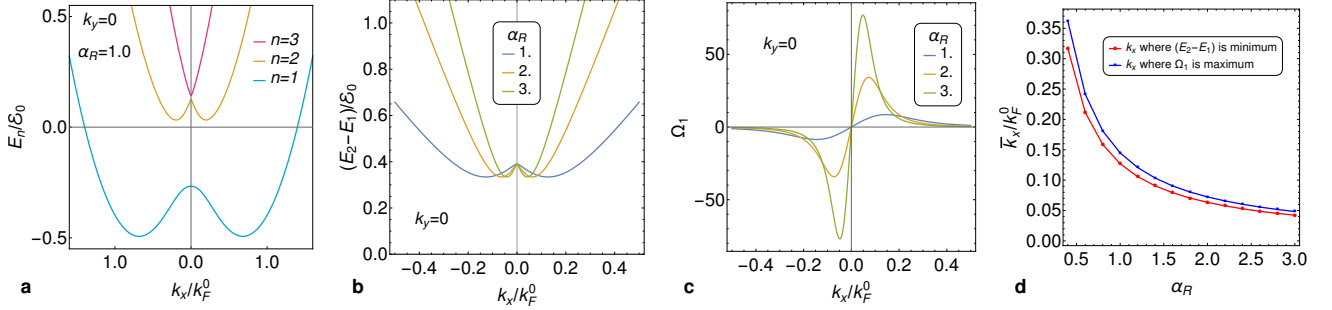 0.5
0.0
−0.5
E_n/ℰ_0
k_y=0
α_R=1.0
n=3
n=2
n=1
1.0 0.0 1.0
k_x/k_F^0
a
1.0
0.8
0.6
0.4
0.2
0.0
(E_2−E_1)/ℰ_0
α_R
1.
2.
3.
k_y=0
−0.4 −0.2 0.0 0.2 0.4
k_x/k_F^0
b
50
0
−50
Ω_1
k_y=0
α_R
1.
2.
3.
−0.4 −0.2 0.0 0.2 0.4
k_x/k_F^0
c
0.35
0.30
0.25
0.20
0.15
0.10
0.05
0.00
k̅_x/k_F^0
k_x where (E_2−E_1) is minimum
k_x where Ω_1 is maximum
0.5 1.0 1.5 2.0 2.5 3.0
α_R
d